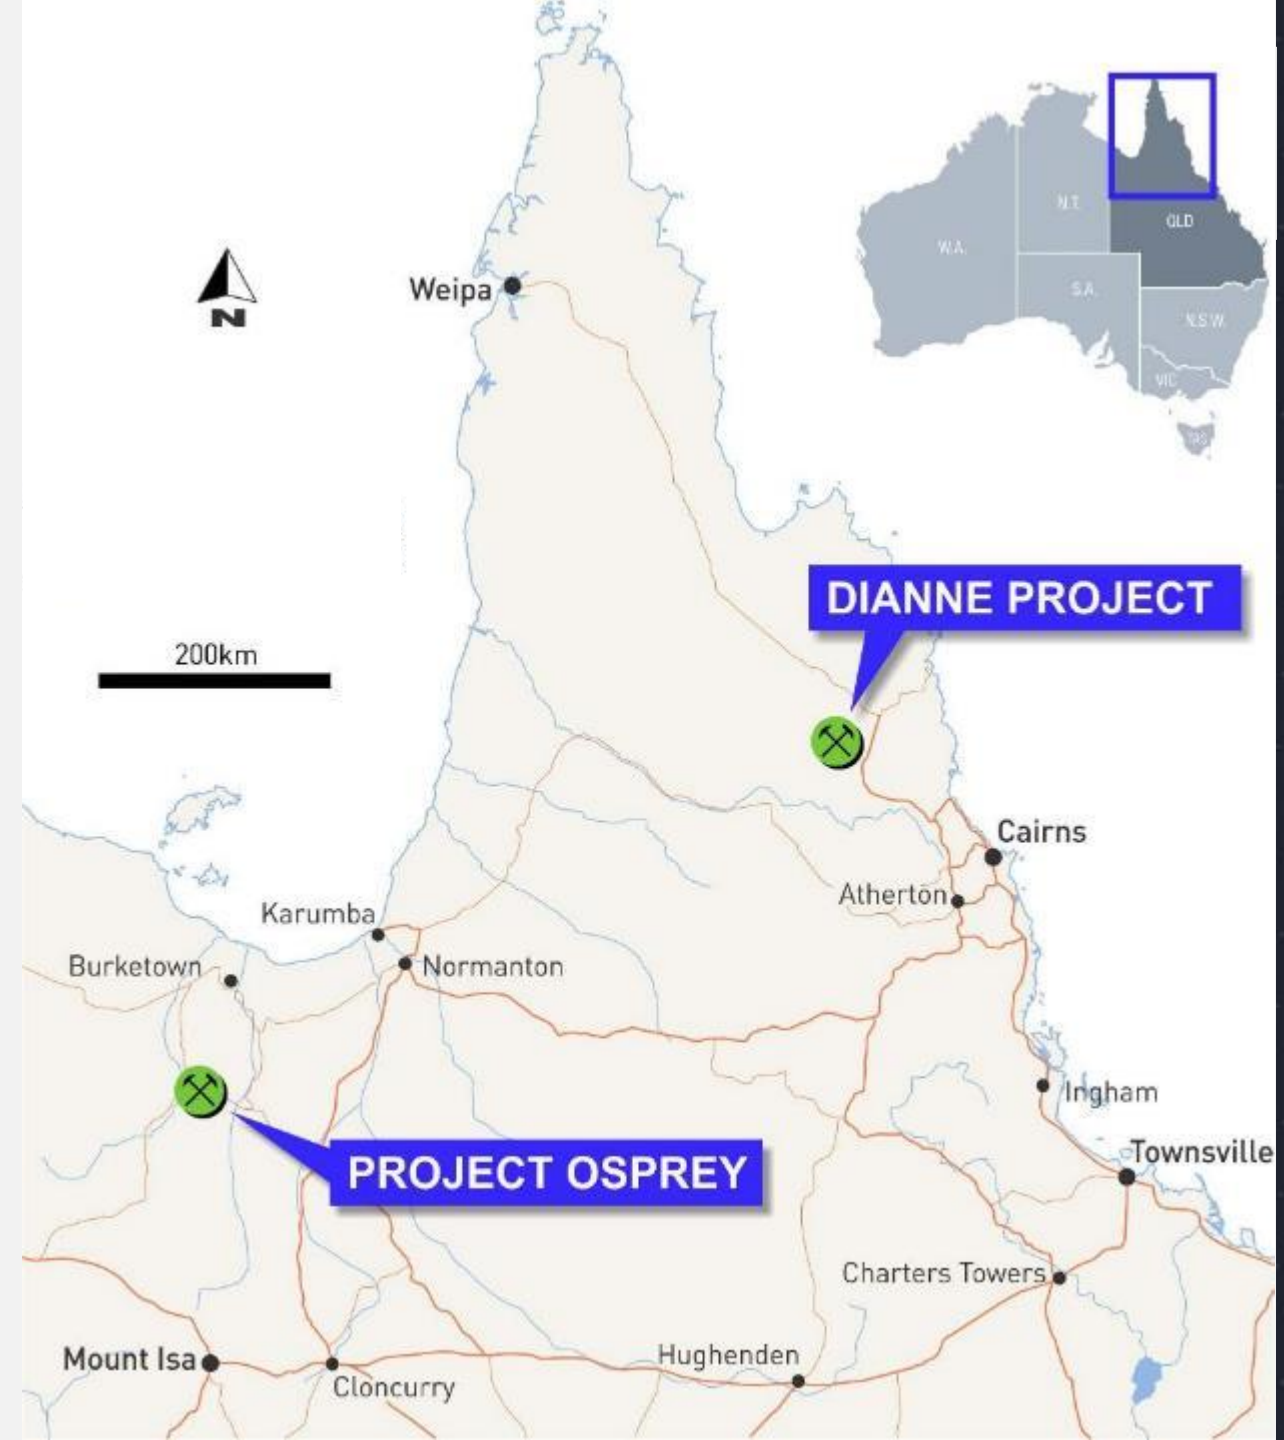 W.A.
N.T.
QLD
S.A.
N.S.W.
VIC
TAS
Weipa
N
DIANNE PROJECT
200km
Cairns
Atherton
Karumba
Burketown
Normanton
Ingham
Townsville
PROJECT OSPREY
Charters Towers
Mount Isa
Hughenden
Cloncurry